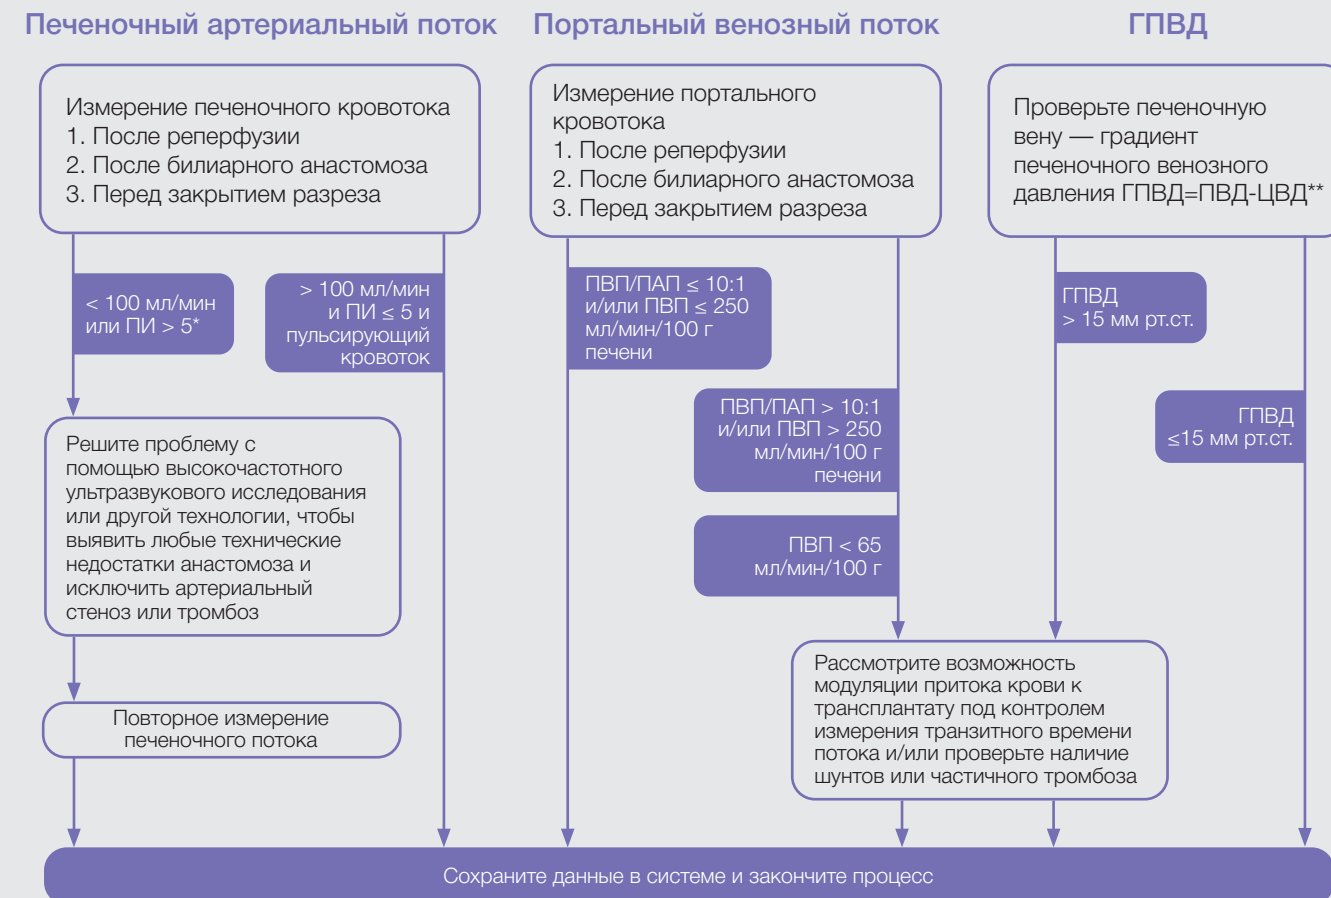 Печеночный артериальный поток
Портальный венозный поток
ГПВД
Измерение печеночного кровотока
1. После реперфузии
2. После билиарного анастомоза
3. Перед закрытием разреза
Измерение портального
кровотока
1. После реперфузии
2. После билиарного анастомоза
3. Перед закрытием разреза
Проверьте печеночную
вену — градиент
печеночного венозного
давления ГПВД=ПВД-ЦВД**
< 100 мл/мин
или ПИ > 5*
> 100 мл/мин
и ПИ ≤ 5 и
пульсирующий
кровоток
ПВП/ПАП ≤ 10:1
и/или ПВП ≤ 250
мл/мин/100 г
печени
ГПВД
> 15 мм рт.ст.
ПВП/ПАП > 10:1
и/или ПВП > 250
мл/мин/100 г
печени
ГПВД
≤15 мм рт.ст.
Решите проблему с
помощью высокочастотного
ультразвукового исследования
или другой технологии, чтобы
выявить любые технические
недостатки анастомоза и
исключить артериальный
стеноз или тромбоз
ПВП < 65
мл/мин/100 г
Рассмотрите возможность
модуляции притока крови к
трансплантату под контролем
измерения транзитного времени
потока и/или проверьте наличие
шунтов или частичного тромбоза
Повторное измерение
печеночного потока
Сохраните данные в системе и закончите процесс